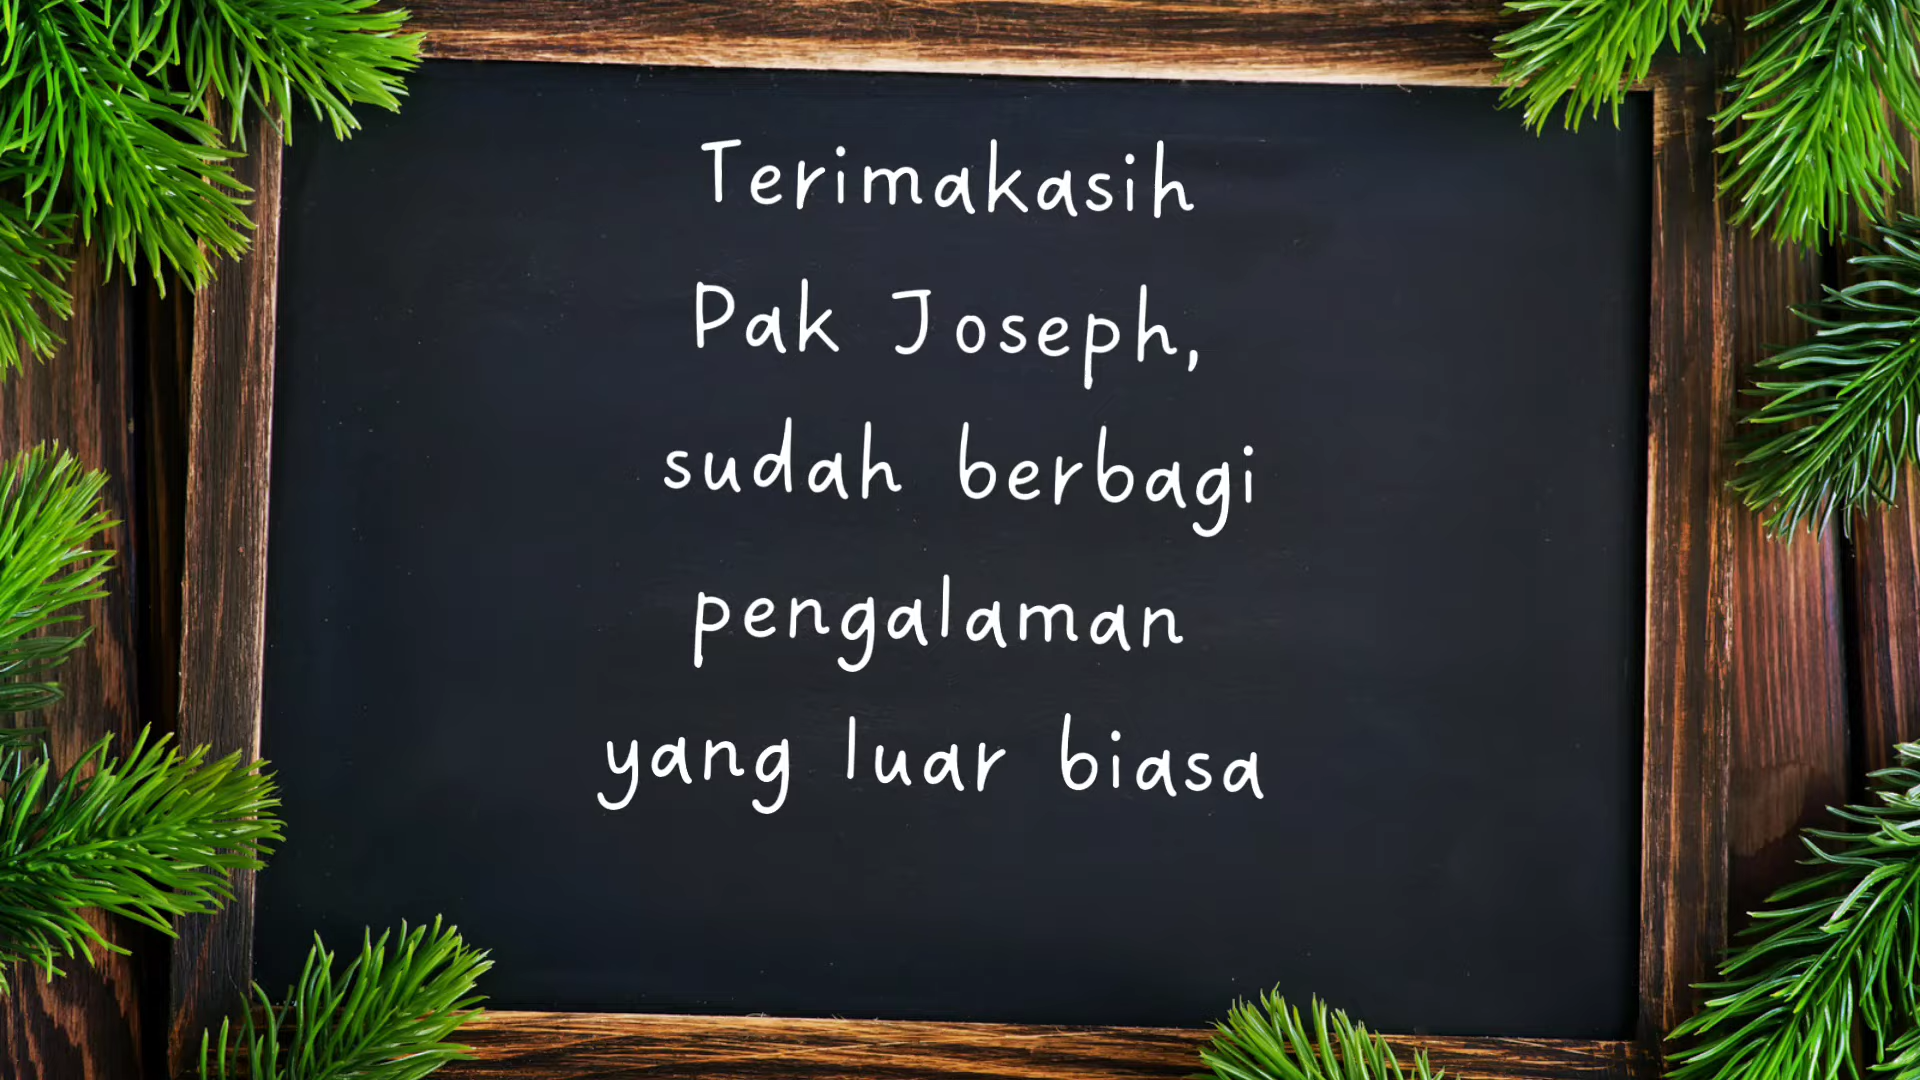 Terimakasih
Pak Joseph,
sudah berbagi
pengalaman
yang luar biasa